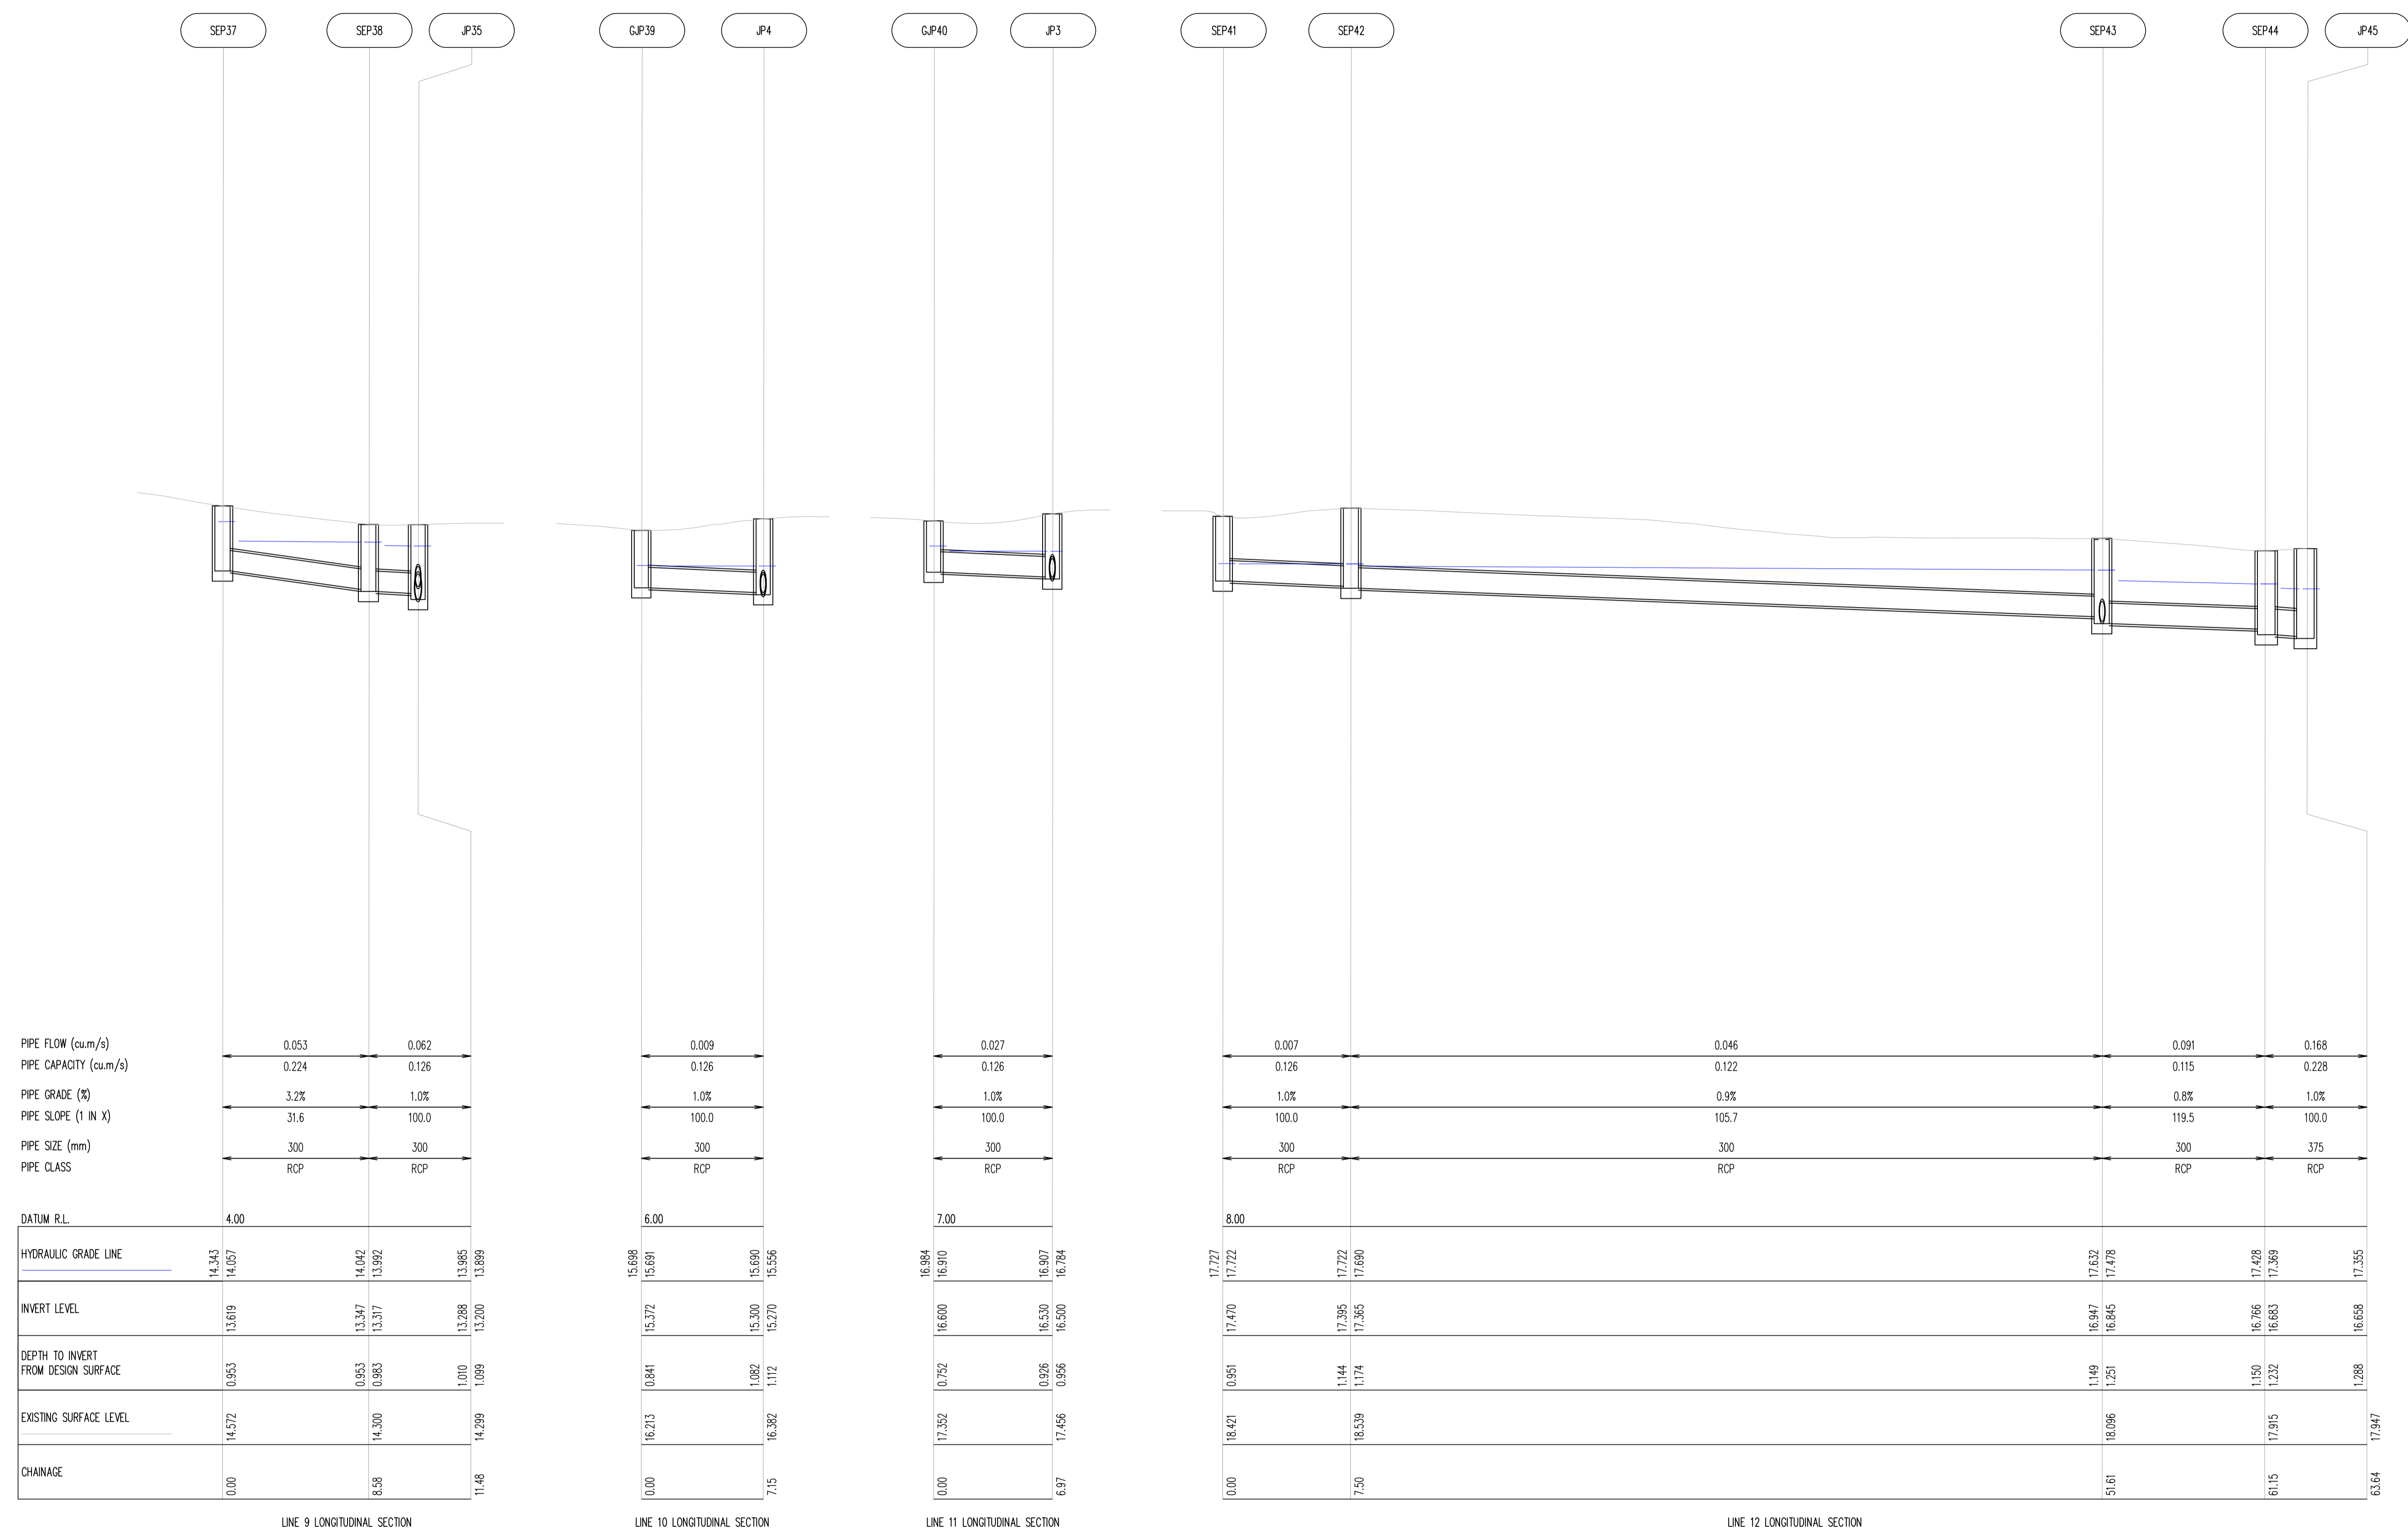 SEP37 SEP38 JP35 GJP39 JP4 GJP40 JP3 SEP41 SEP42 SEP43 SEP44 JP45
PIPE FLOW (cu.m/s) 0.053 0.062 0.009 0.027 0.007 0.046 0.091 0.168
PIPE CAPACITY (cu.m/s) 0.224 0.126 0.126 0.126 0.126 0.122 0.115 0.228
PIPE GRADE (%) 3.2% 1.0% 1.0% 1.0% 1.0% 0.9% 0.8% 1.0%
PIPE SLOPE (1 IN X) 31.6 100.0 100.0 100.0 100.0 105.7 119.5 100.0
PIPE SIZE (mm) 300 300 300 300 300 300 300 375
PIPE CLASS RCP RCP RCP RCP RCP RCP RCP RCP
DATUM R.L. 4.00 6.00 7.00 8.00
HYDRAULIC GRADE LINE 14.343 14.057 14.042 13.992 13.985 13.899 15.698 15.691 15.690 15.556 16.984 16.910 16.907 16.784 17.727 17.722 17.722 17.690 17.632 17.478 17.428 17.369 17.355
INVERT LEVEL 13.619 13.347 13.317 13.288 13.200 15.372 15.300 15.270 16.600 16.530 16.500 17.470 17.395 17.365 16.947 16.845 16.766 16.683 16.658
DEPTH TO INVERT
FROM DESIGN SURFACE 0.953 0.953 0.983 1.010 1.099 0.841 1.082 1.112 0.752 0.926 0.956 0.951 1.144 1.174 1.149 1.251 1.150 1.232 1.288
EXISTING SURFACE LEVEL 14.572 14.300 14.299 16.213 16.382 17.352 17.456 18.421 18.539 18.096 17.915 17.947
CHAINAGE 0.00 8.58 11.48 0.00 7.15 0.00 6.97 0.00 7.50 51.61 61.15 63.64
LINE 9 LONGITUDINAL SECTION LINE 10 LONGITUDINAL SECTION LINE 11 LONGITUDINAL SECTION LINE 12 LONGITUDINAL SECTION